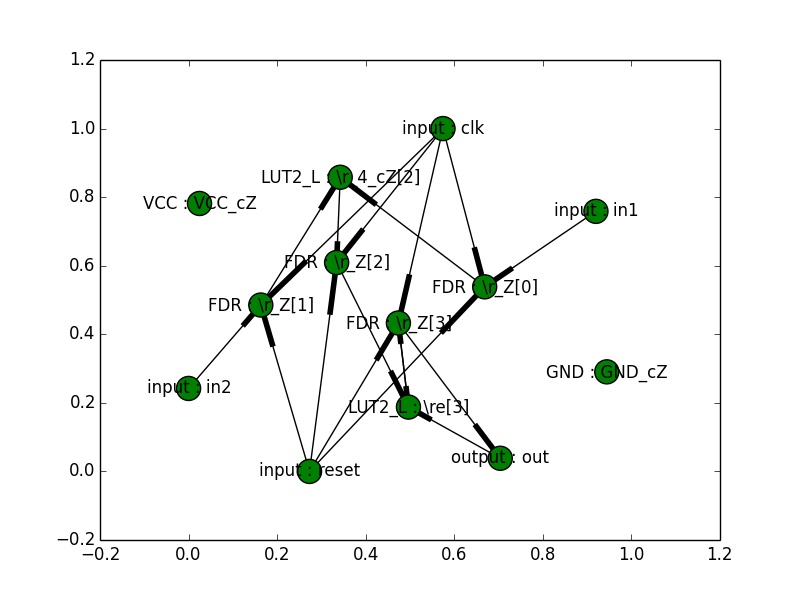 1.2
input : clk
1.0
LUT2_L : \r_4_cZ[2]
VCC : VCC_cZ
0.8
input : in1
FDR : \r_Z[2]
0.6
FDR : \r_Z[0]
FDR : \r_Z[1]
FDR : \r_Z[3]
0.4
GND : GND_cZ
input : in2
LUT2_L : \re[3]
0.2
output : out
input : reset
0.0
−0.2
−0.2 0.0 0.2 0.4 0.6 0.8 1.0 1.2